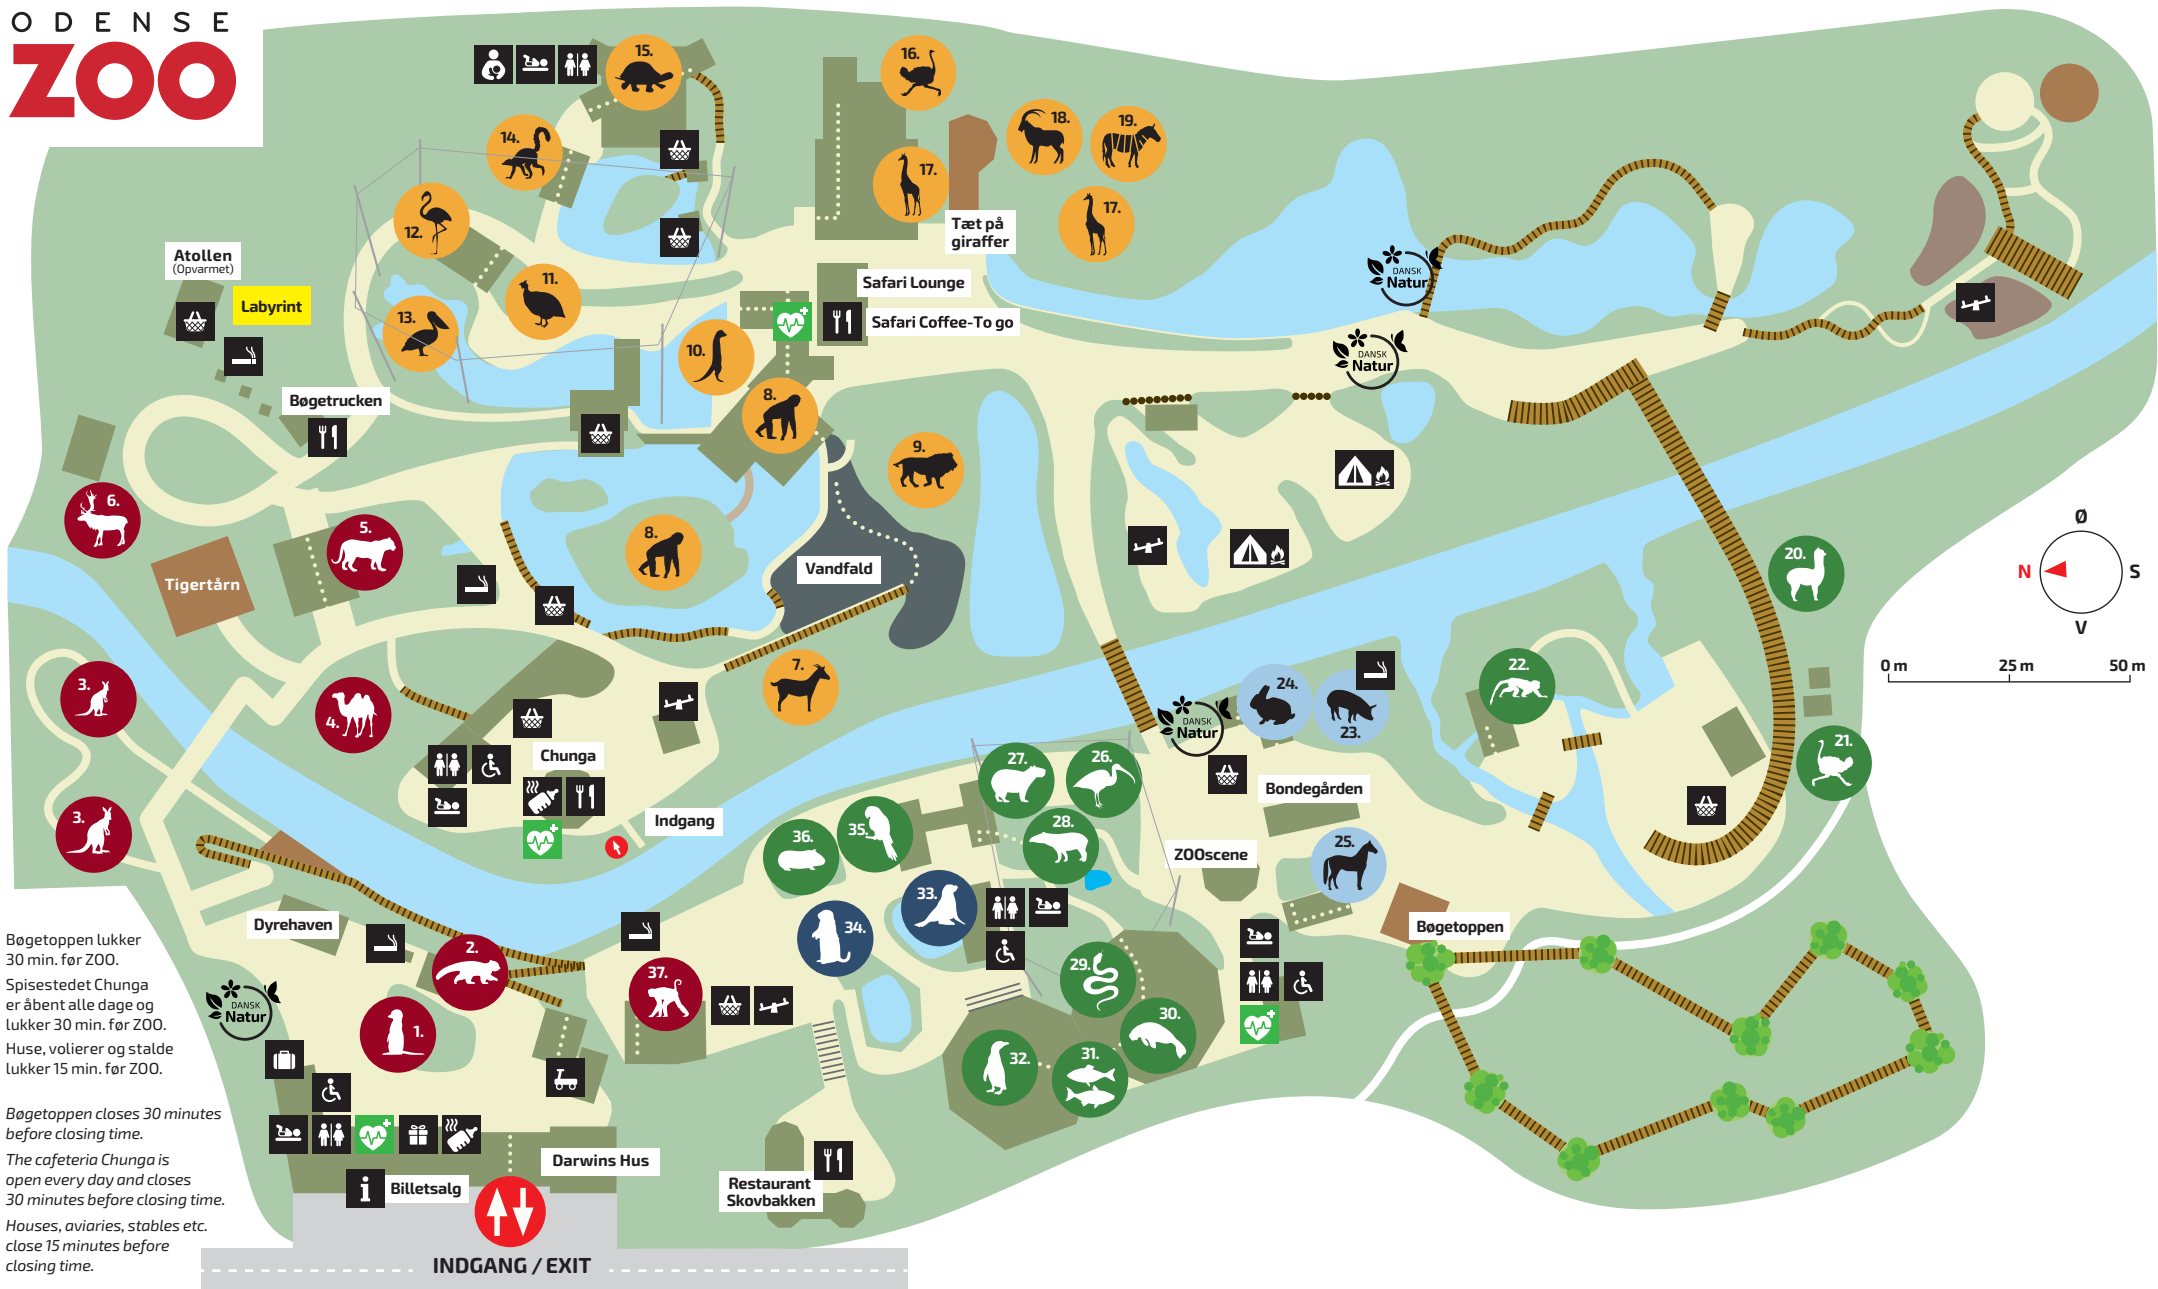 ODENSE
ZOO
15.
16.
14.
18.
19.
17.
17.
12.
Tæt på
giraffer
Atollen
(Opvarmet)
11.
Labyrint
13.
Safari Lounge
Safari Coffee-To go
10.
DANSK
Natur
DANSK
Natur
Bøgetrucken
8.
9.
6.
5.
8.
Vandfald
Tigertårn
Ø
N
S
V
20.
0 m
25 m
50 m
3.
4.
7.
22.
24.
23.
DANSK
Natur
21.
Chunga
27.
26.
Bondegården
3.
Indgang
36.
35.
28.
ZOOscene
25.
Dyrehaven
33.
34.
Bøgetoppen
2.
37.
29.
30.
DANSK
Natur
1.
32.
31.
Bøgetoppen lukker
30 min. før ZOO.
Spisestedet Chunga
er åbent alle dage og
lukker 30 min. før ZOO.
Huse, volierer og stalde
lukker 15 min. før ZOO.
Bøgetoppen closes 30 minutes
before closing time.
The cafeteria Chunga is
open every day and closes
30 minutes before closing time.
Houses, aviaries, stables etc.
close 15 minutes before
closing time.
Darwins Hus
i
Billetsalg
Restaurant
Skovbakken
INDGANG / EXIT